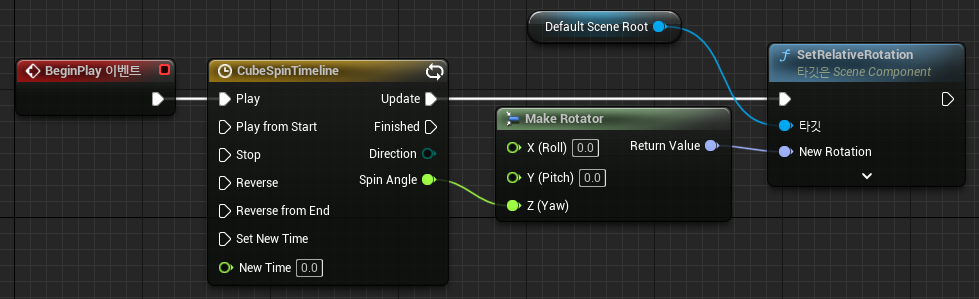 Default Scene Root
BeginPlay 이벤트
CubeSpinTimeline
Play
Update
Play from Start
Finished
Stop
Direction
Reverse
Spin Angle
Reverse from End
Set New Time
New Time 0.0
Make Rotator
X (Roll) 0.0
Return Value
Y (Pitch) 0.0
Z (Yaw)
f SetRelativeRotation
타깃은 Scene Component
타깃
New Rotation